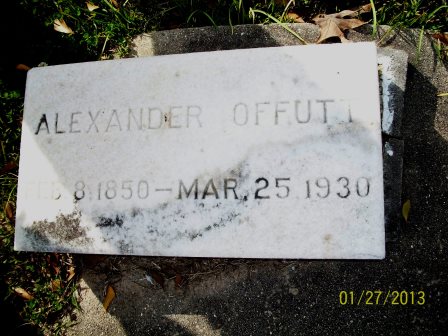 ALEXANDER OFFUTT
FEB 8, 1850 — MAR. 25, 1930
01/27/2013